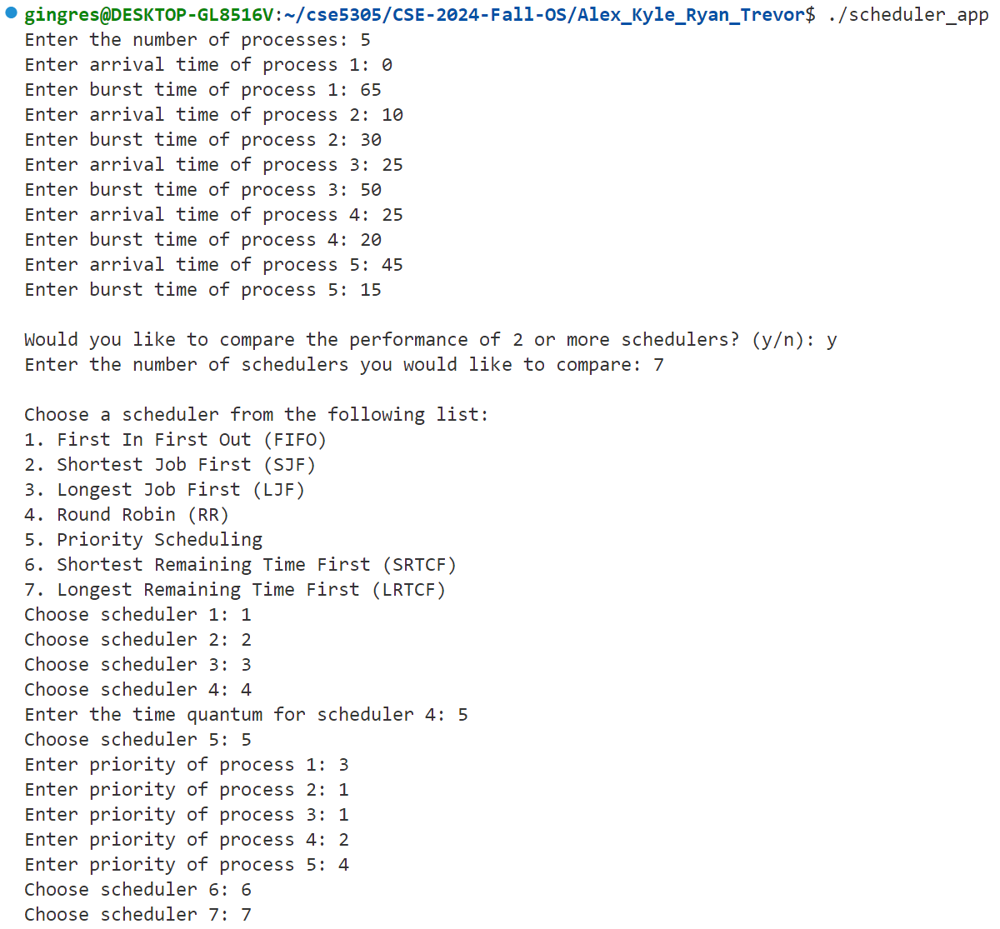 gingres@DESKTOP-GL8516V:~/cse5305/CSE-2024-Fall-OS/Alex_Kyle_Ryan_Trevor$ ./scheduler_app
Enter the number of processes: 5
Enter arrival time of process 1: 0
Enter burst time of process 1: 65
Enter arrival time of process 2: 10
Enter burst time of process 2: 30
Enter arrival time of process 3: 25
Enter burst time of process 3: 50
Enter arrival time of process 4: 25
Enter burst time of process 4: 20
Enter arrival time of process 5: 45
Enter burst time of process 5: 15

Would you like to compare the performance of 2 or more schedulers? (y/n): y
Enter the number of schedulers you would like to compare: 7

Choose a scheduler from the following list:
1. First In First Out (FIFO)
2. Shortest Job First (SJF)
3. Longest Job First (LJF)
4. Round Robin (RR)
5. Priority Scheduling
6. Shortest Remaining Time First (SRTCF)
7. Longest Remaining Time First (LRTCF)
Choose scheduler 1: 1
Choose scheduler 2: 2
Choose scheduler 3: 3
Choose scheduler 4: 4
Enter the time quantum for scheduler 4: 5
Choose scheduler 5: 5
Enter priority of process 1: 3
Enter priority of process 2: 1
Enter priority of process 3: 1
Enter priority of process 4: 2
Enter priority of process 5: 4
Choose scheduler 6: 6
Choose scheduler 7: 7